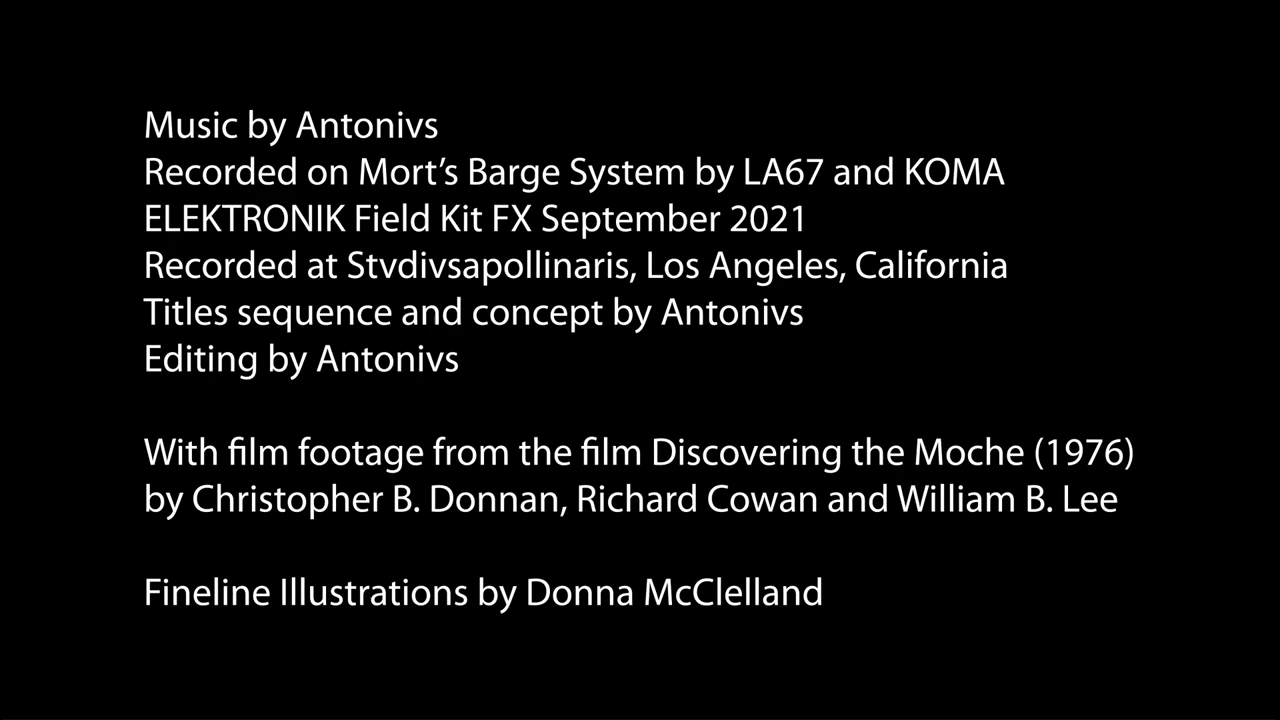 Music by Antonivs
Recorded on Mort’s Barge System by LA67 and KOMA
ELEKTRONIK Field Kit FX September 2021
Recorded at Stvdivsapollinaris, Los Angeles, California
Titles sequence and concept by Antonivs
Editing by Antonivs
With film footage from the film Discovering the Moche (1976)
by Christopher B. Donnan, Richard Cowan and William B. Lee
Fineline Illustrations by Donna McClelland